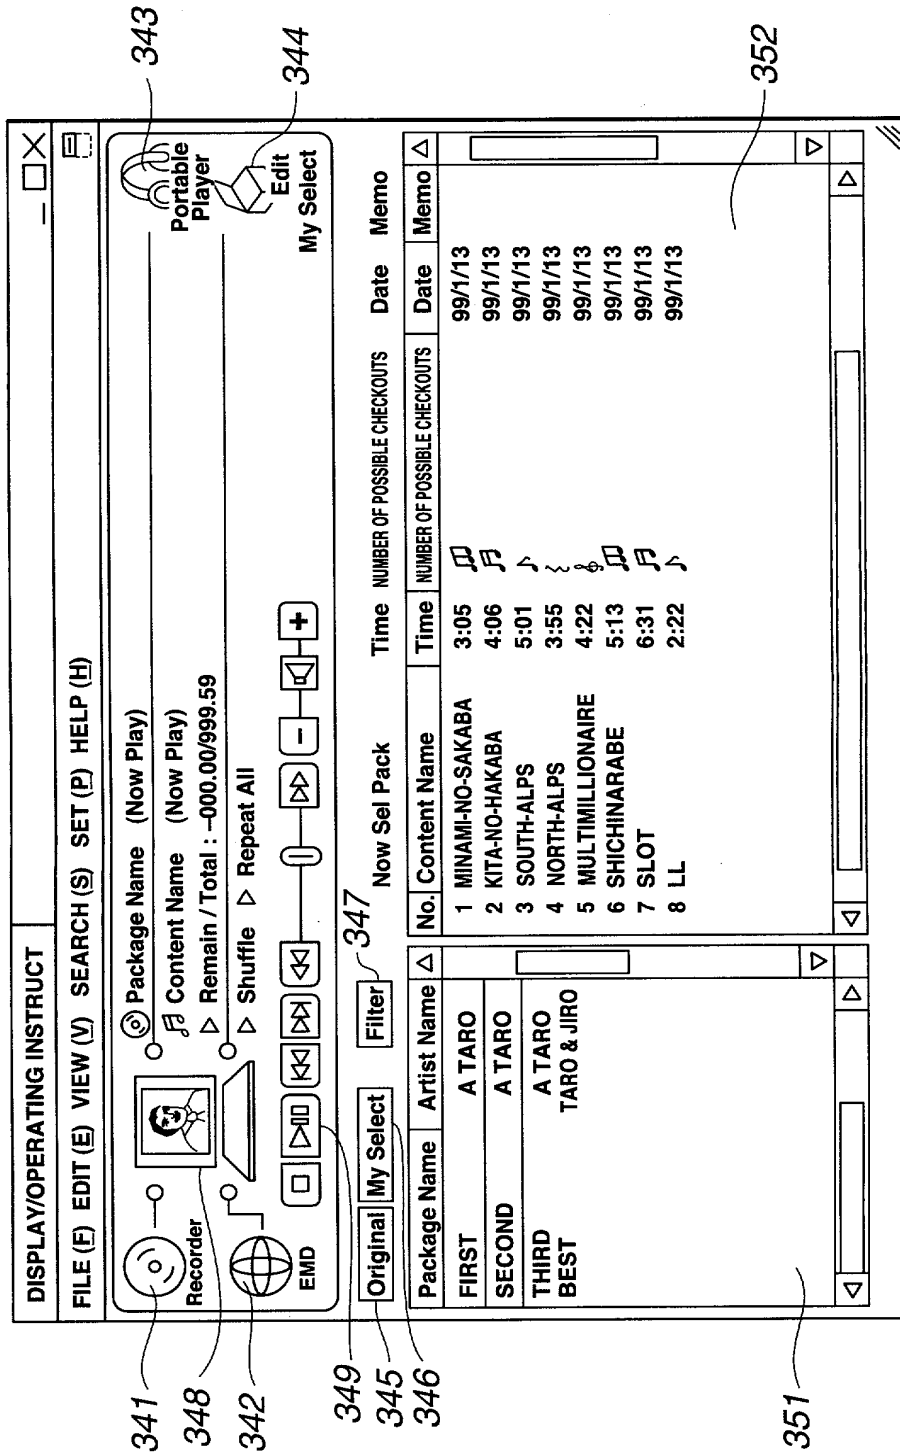 DISPLAY/OPERATING INSTRUCT
FILE (F) EDIT (E) VIEW (V) SEARCH (S) SET (P) HELP (H)
341
Recorder
348
342
EMD
Package Name (Now Play)
Content Name (Now Play)
Remain / Total : –000.00/999.59
Shuffle Repeat All
Portable
Player
343
344
Edit
My Select
349
345
346
Original My Select Filter 347
Now Sel Pack Time NUMBER OF POSSIBLE CHECKOUTS Date Memo
Package Name Artist Name
FIRST A TARO
SECOND A TARO
THIRD A TARO
BEST TARO & JIRO
351
No. Content Name Time NUMBER OF POSSIBLE CHECKOUTS Date Memo
1 MINAMI-NO-SAKABA 3:05 99/1/13
2 KITA-NO-HAKABA 4:06 99/1/13
3 SOUTH-ALPS 5:01 99/1/13
4 NORTH-ALPS 3:55 99/1/13
5 MULTIMILLIONAIRE 4:22 99/1/13
6 SHICHINARABE 5:13 99/1/13
7 SLOT 6:31 99/1/13
8 LL 2:22 99/1/13
352